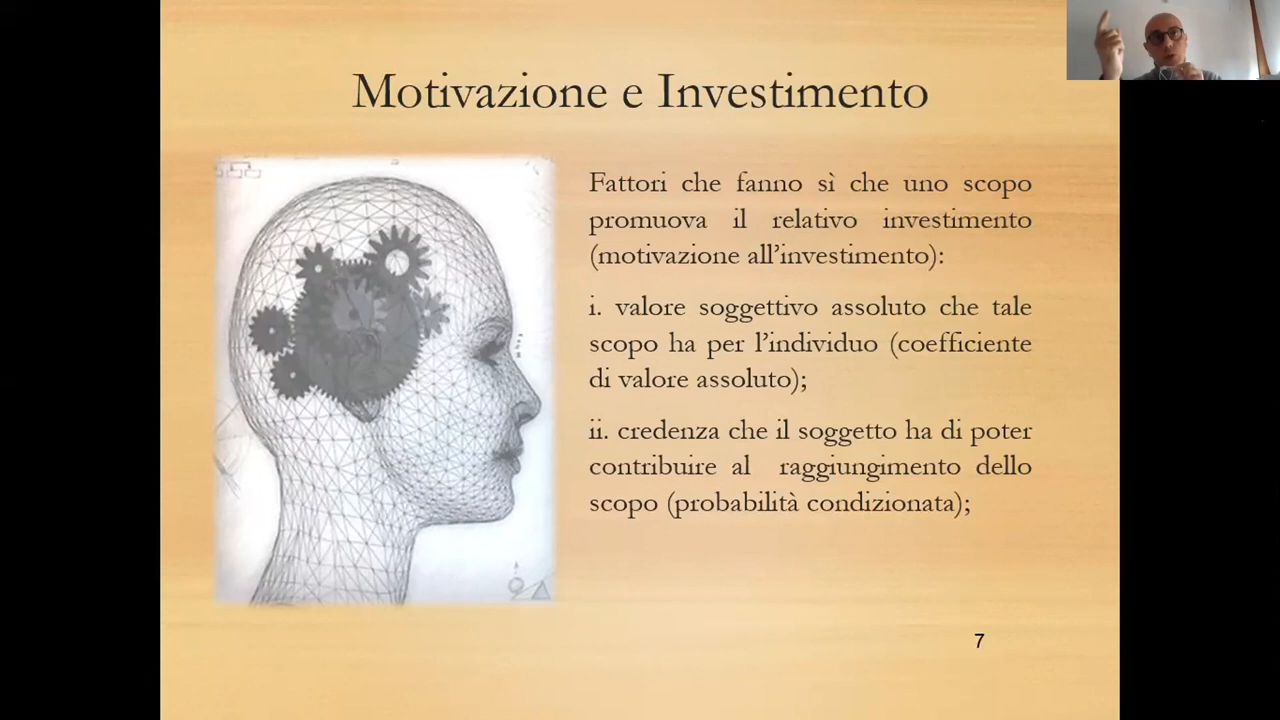 Motivazione e Investimento
Fattori che fanno sì che uno scopo
promuova il relativo investimento
(motivazione all’investimento):
i. valore soggettivo assoluto che tale
scopo ha per l’individuo (coefficiente
di valore assoluto);
ii. credenza che il soggetto ha di poter
contribuire al raggiungimento dello
scopo (probabilità condizionata);
7